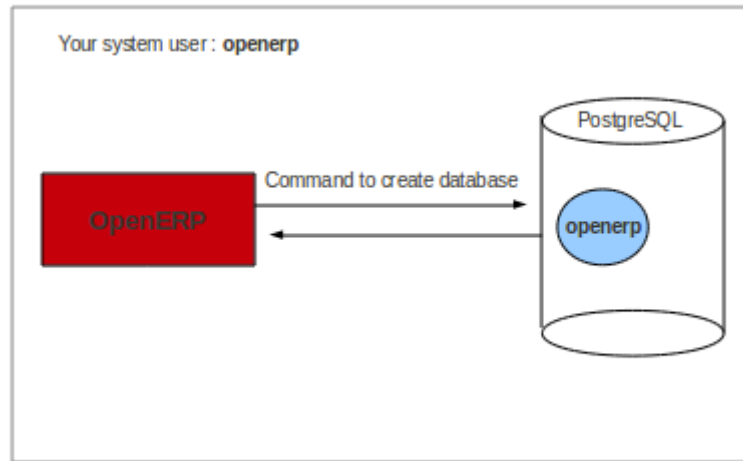 Your system user : openerp
PostgreSQL
Command to create database
OpenERP
openerp